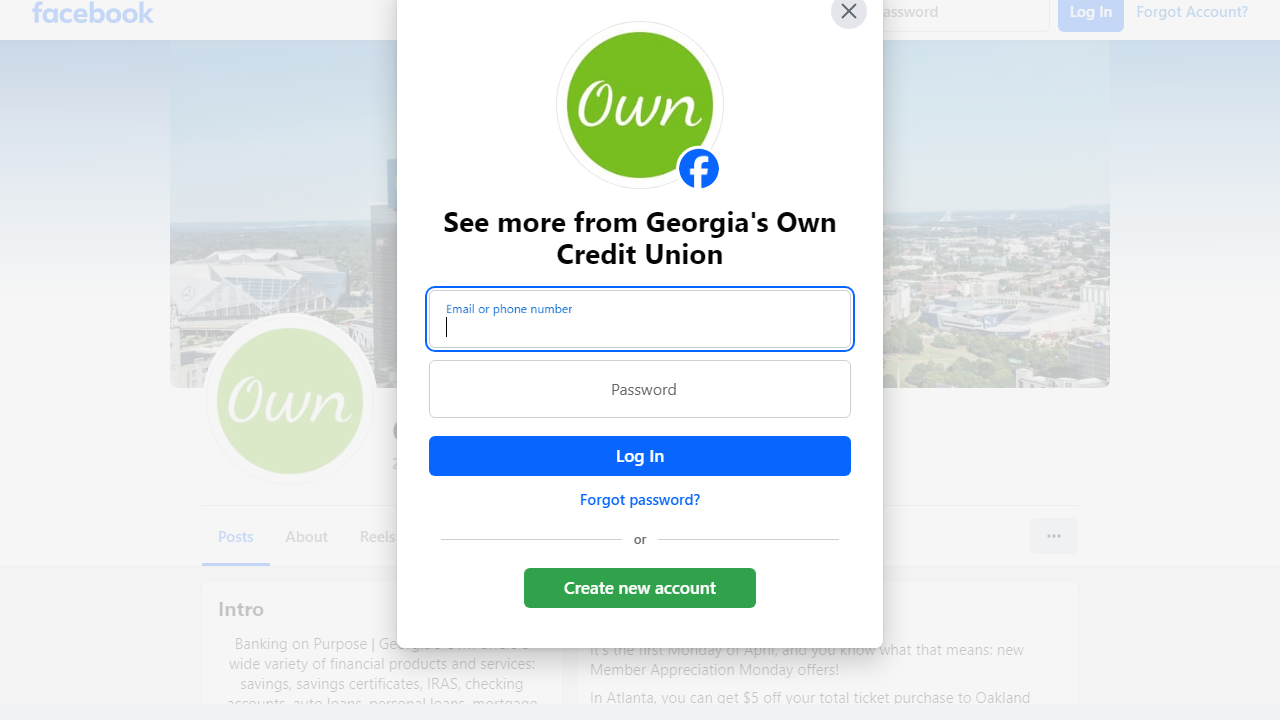 facebook
assword
Log In
Forgot Account?
Own
See more from Georgia's Own
Credit Union
Email or phone number
Password
Log In
Forgot password?
or
Create new account
Own
Posts
About
Reels
Intro
Banking on Purpose | Georgia's Own offers a
wide variety of financial products and services:
savings, savings certificates, IRAS, checking
accounts, auto loans, personal loans, mortgage
It's the first Monday of April, and you know what that means: new
Member Appreciation Monday offers!
In Atlanta, you can get $5 off your total ticket purchase to Oakland